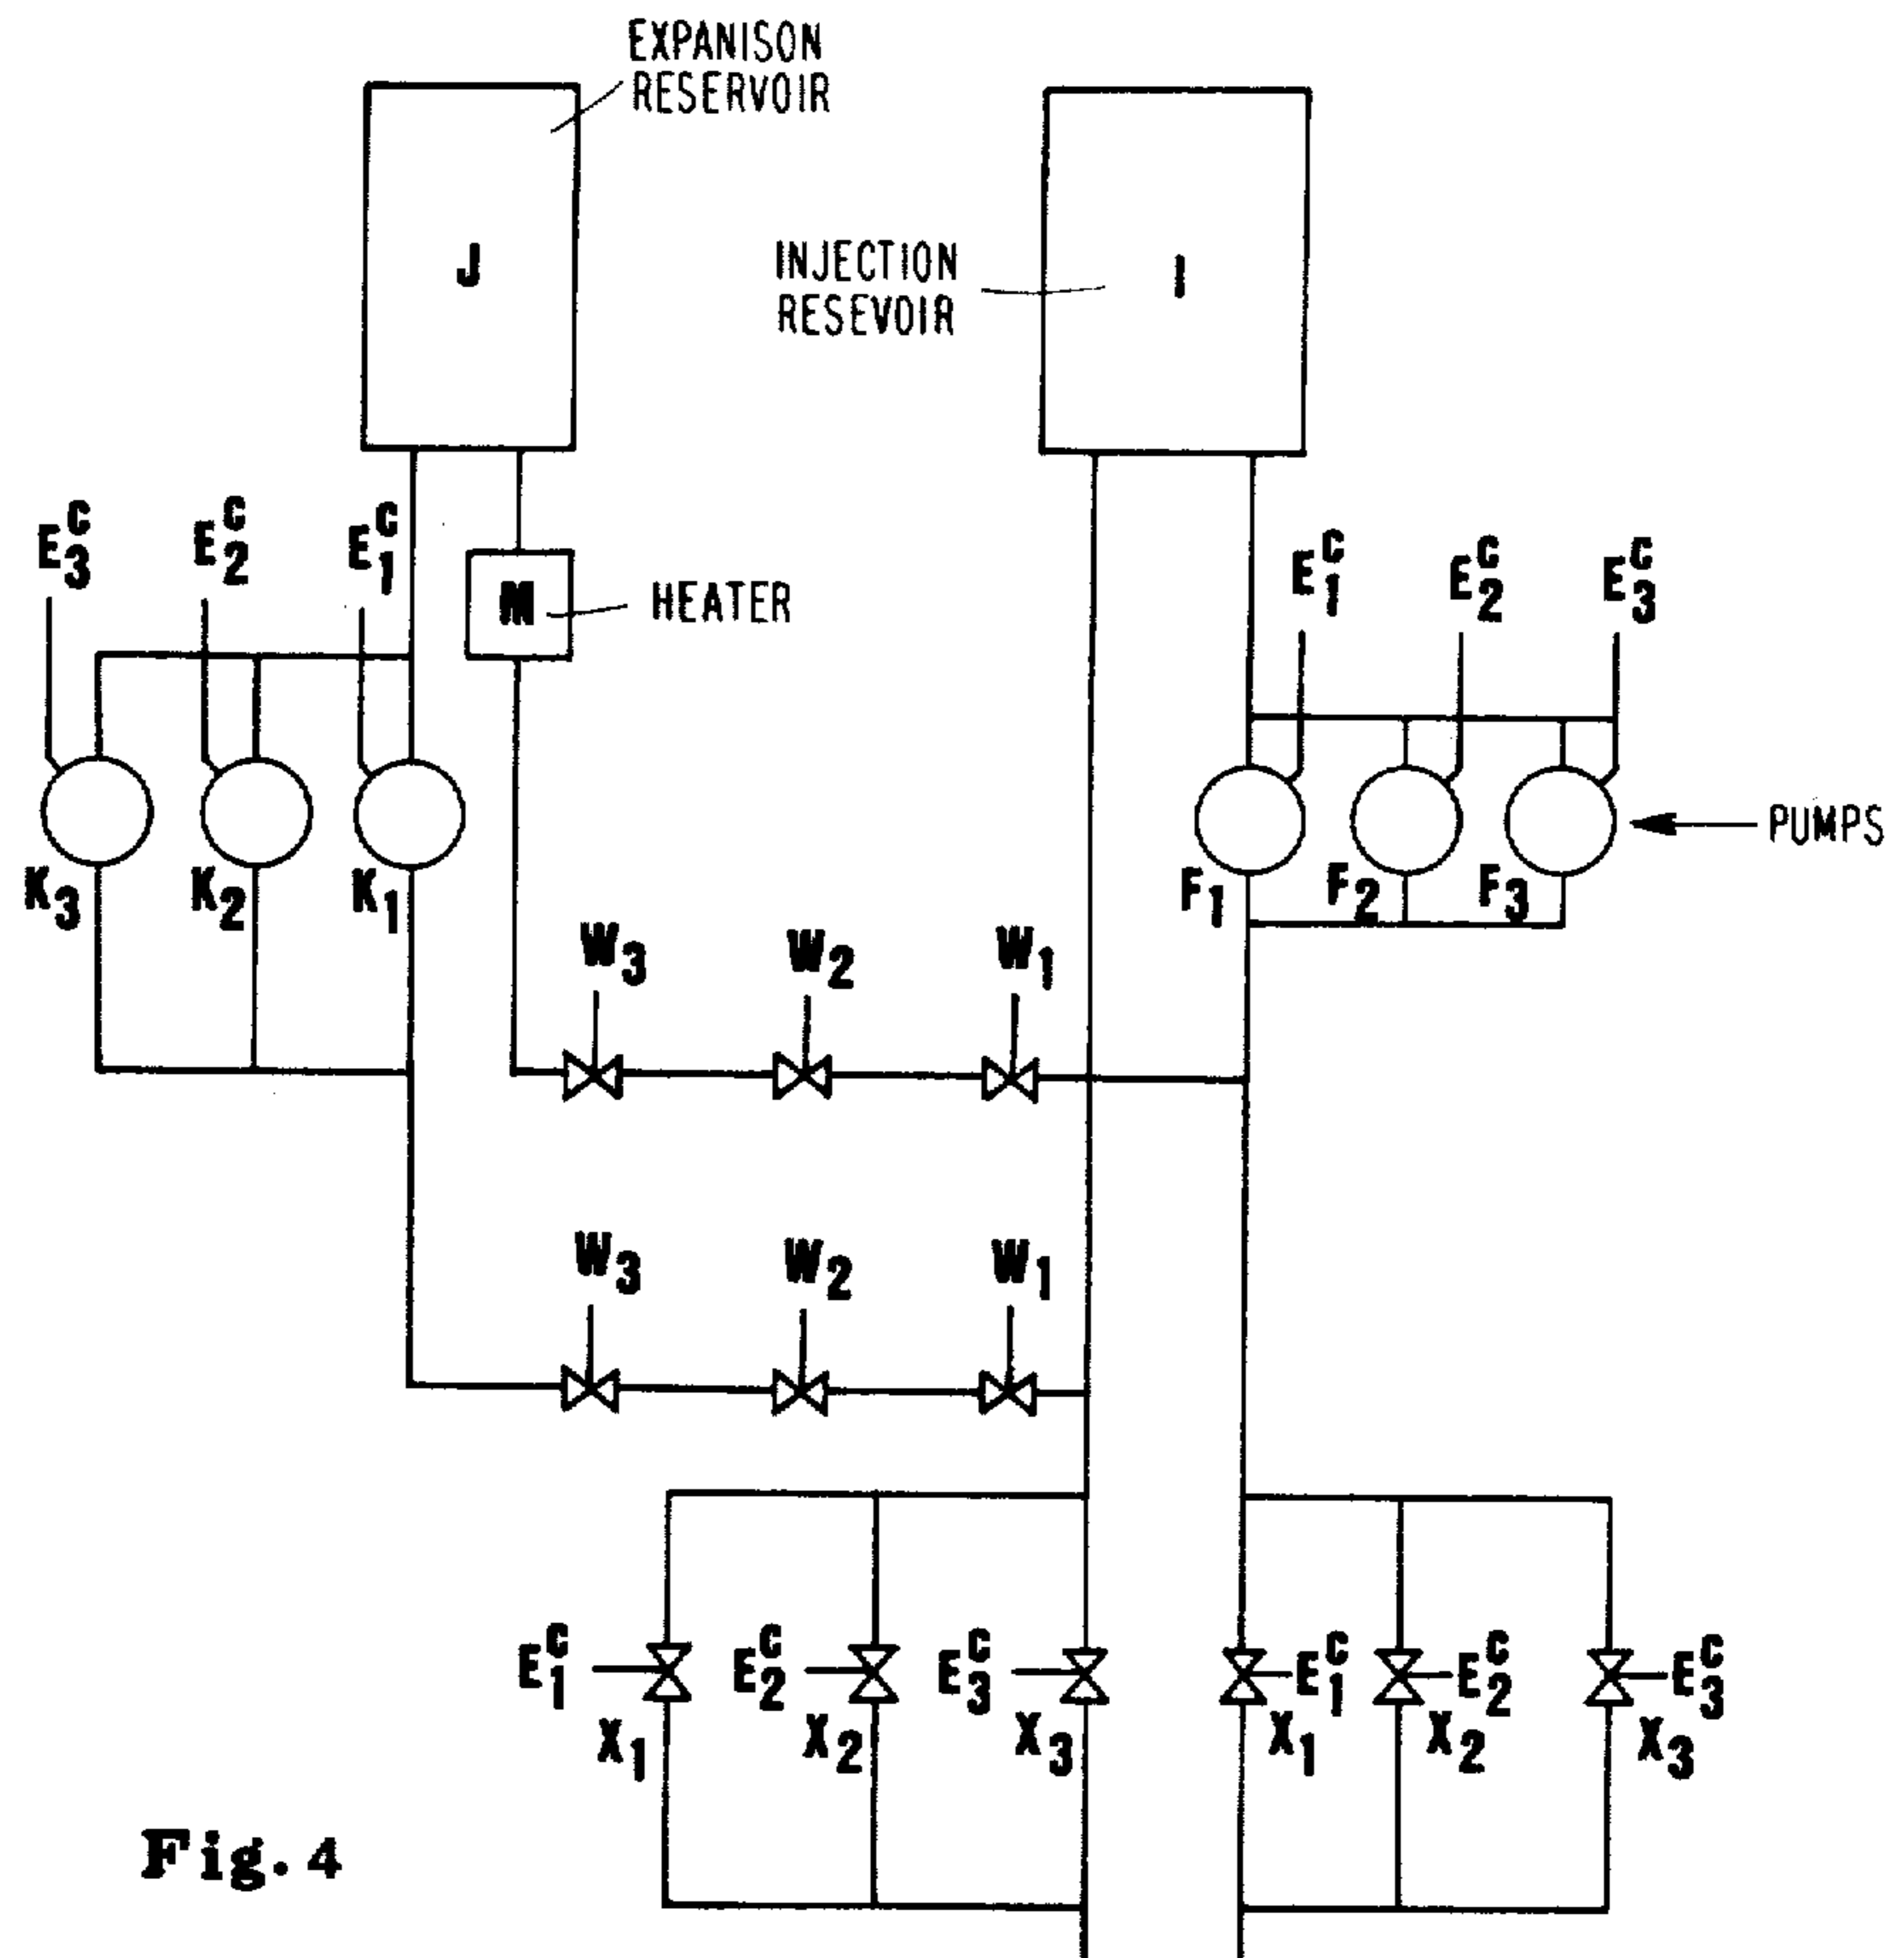 EXPANISON
RESERVOIR
J
INJECTION
RESEVOIR
I
E₃ᶜ E₂ᶜ E₁ᶜ
M HEATER
E₁ᶜ E₂ᶜ E₃ᶜ
PUMPS
K₃ K₂ K₁
F₁ F₂ F₃
W₃ W₂ W₁
W₃ W₂ W₁
E₁ᶜ E₂ᶜ E₃ᶜ E₁ᶜ E₂ᶜ E₃ᶜ
X₁ X₂ X₃ X₁ X₂ X₃
Fig. 4